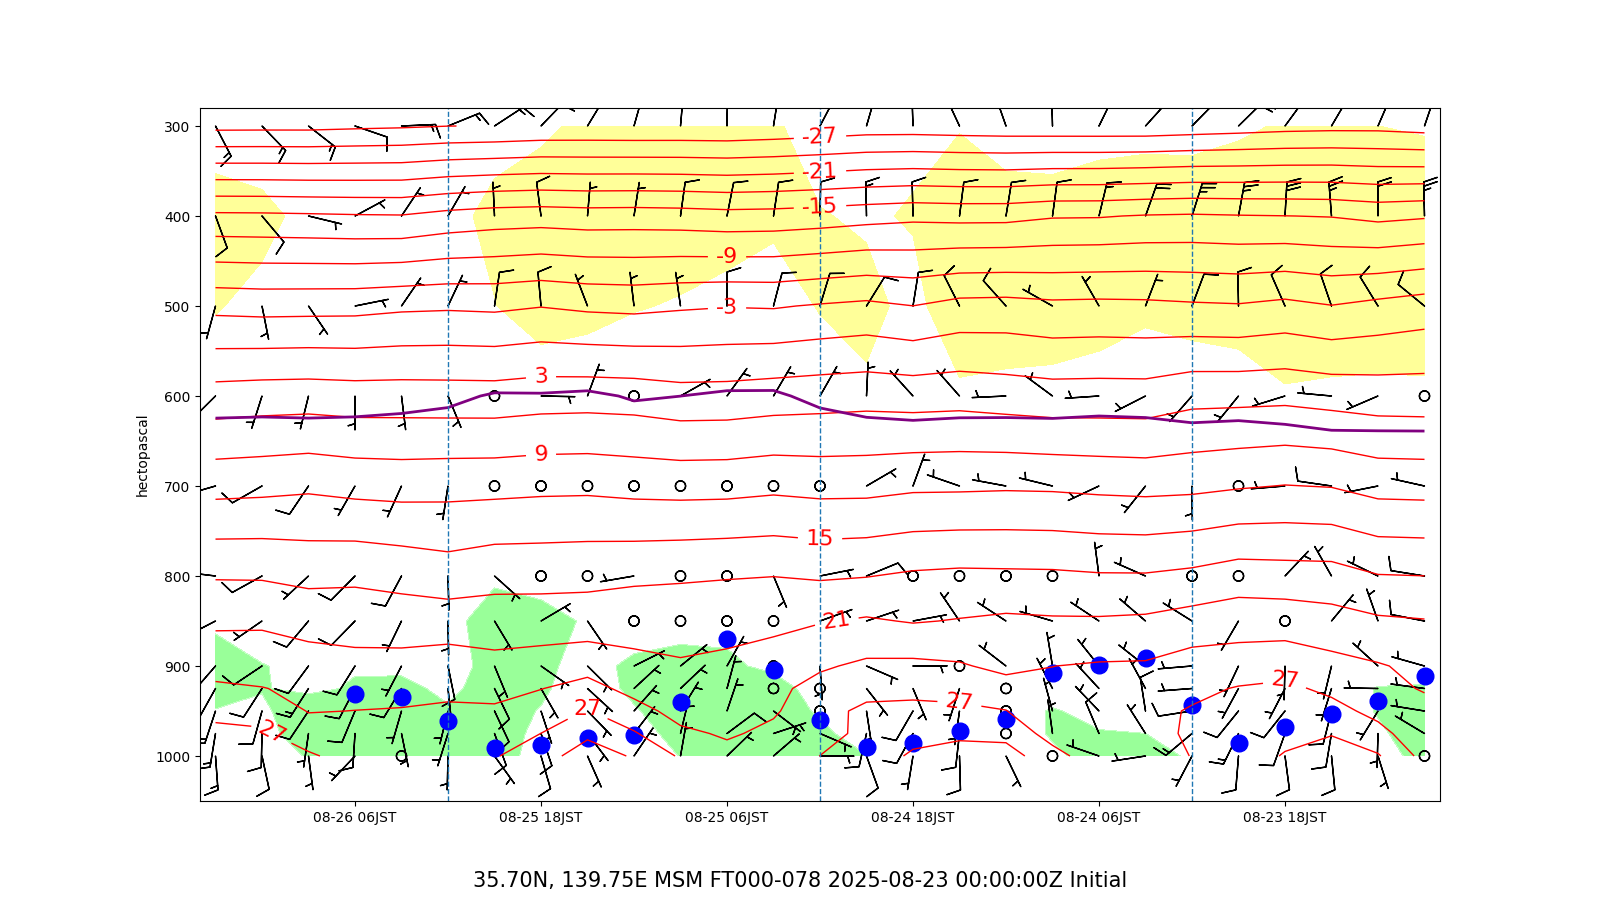 300
400
500
600
700
800
900
1000
hectopascal
-27
-21
-15
-9
-3
3
9
15
21
27
27
27
27
08-26 06JST
08-25 18JST
08-25 06JST
08-24 18JST
08-24 06JST
08-23 18JST
35.70N, 139.75E MSM FT000-078 2025-08-23 00:00:00Z Initial